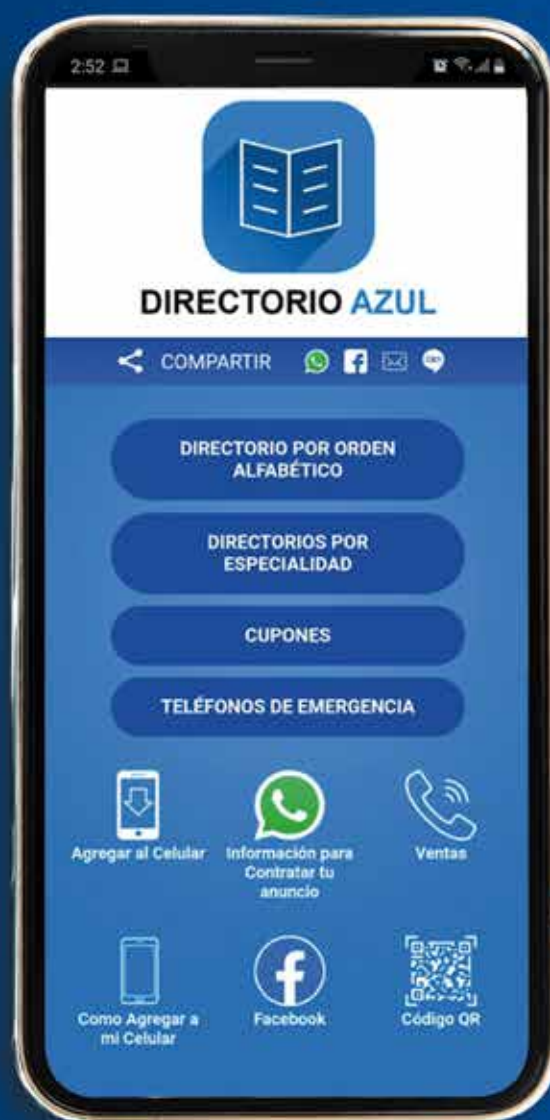 2:52
DIRECTORIO AZUL
COMPARTIR
DIRECTORIO POR ORDEN
ALFABÉTICO
DIRECTORIOS POR
ESPECIALIDAD
CUPONES
TELÉFONOS DE EMERGENCIA
Agregar al Celular
Información para
Contratar tu
anuncio
Ventas
Como Agregar a
mi Celular
Facebook
Código QR